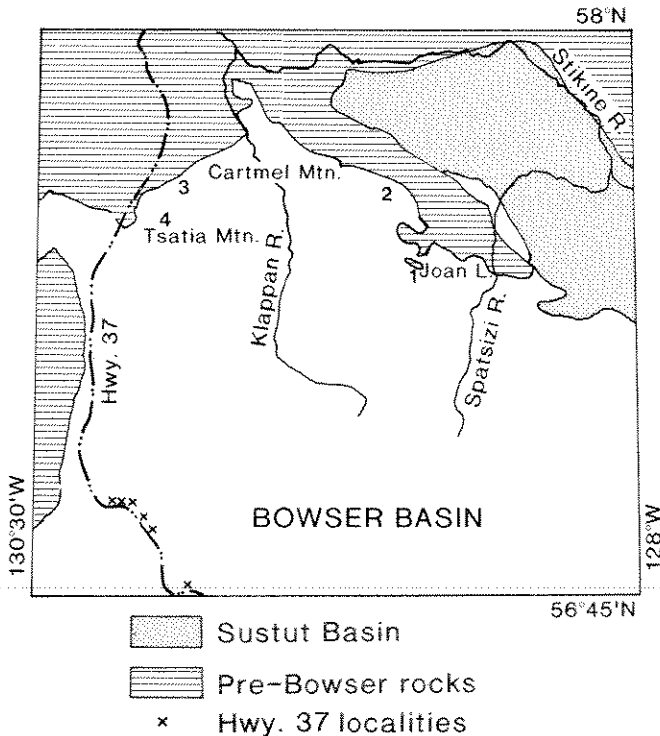 58°N
Stikine R.
Cartmel Mtn.
3
2
4
Tsatia Mtn.
1
Joan L.
Klappan R.
Spatsizi R.
Hwy. 37
130°30'W
BOWSER BASIN
128°W
56°45'N
Sustut Basin
Pre-Bowser rocks
x Hwy. 37 localities